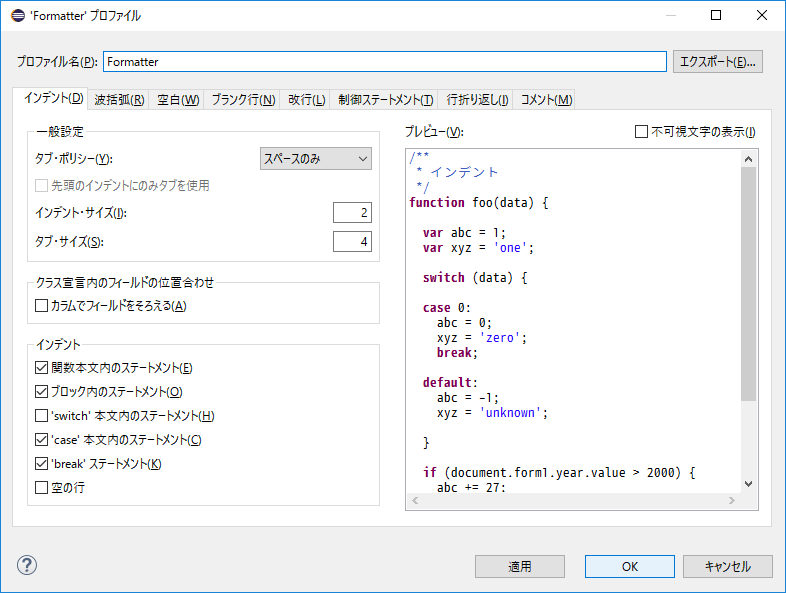 'Formatter' プロファイル
プロファイル名(P): Formatter エクスポート(E)...
インデント(D) 波括弧(R) 空白(W) ブランク行(N) 改行(L) 制御ステートメント(T) 行折り返し(I) コメント(M)
一般設定
タブ・ポリシー(Y): スペースのみ
先頭のインデントにのみタブを使用
インデント・サイズ(I): 2
タブ・サイズ(S): 4
クラス宣言内のフィールドの位置合わせ
カラムでフィールドをそろえる(A)
インデント
関数本文内のステートメント(E)
ブロック内のステートメント(O)
'switch' 本文内のステートメント(H)
'case' 本文内のステートメント(C)
'break' ステートメント(K)
空の行
プレビュー(V): 不可視文字の表示(I)
/**
 * インデント
 */
function foo(data) {
  var abc = 1;
  var xyz = 'one';
  switch (data) {
  case 0:
    abc = 0;
    xyz = 'zero';
    break;
  default:
    abc = -1;
    xyz = 'unknown';
  }
  if (document.form1.year.value > 2000) {
    abc += 27;
適用 OK キャンセル